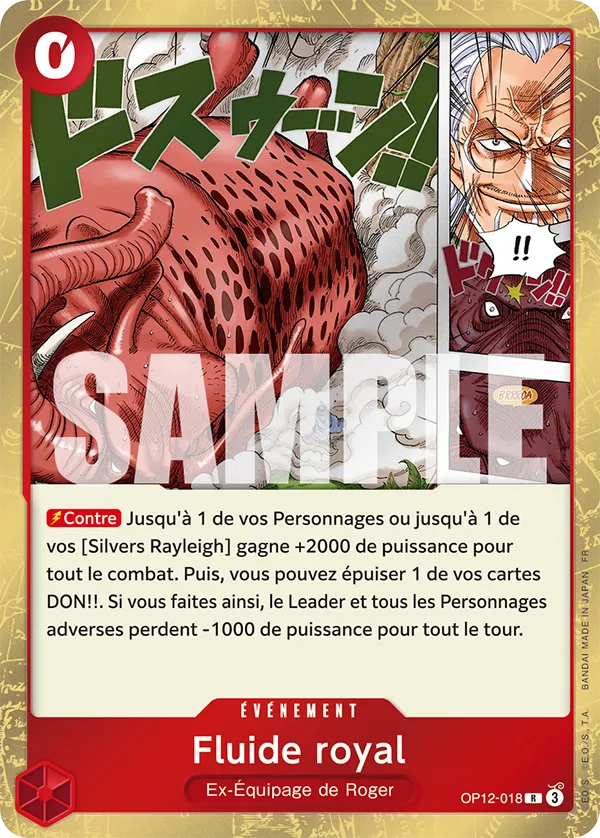 0
ドスゥーン!!
!!
ドスゥン!!
BRRROA
SAMPLE
Contre Jusqu'à 1 de vos Personnages ou jusqu'à 1 de
vos [Silvers Rayleigh] gagne +2000 de puissance pour
tout le combat. Puis, vous pouvez épuiser 1 de vos cartes
DON!!. Si vous faites ainsi, le Leader et tous les Personnages
adverses perdent -1000 de puissance pour tout le tour.
ÉVÉNEMENT
Fluide royal
Ex-Équipage de Roger
OP12-018 R 3
©E.O./S., T.A. BANDAI MADE IN JAPAN FR